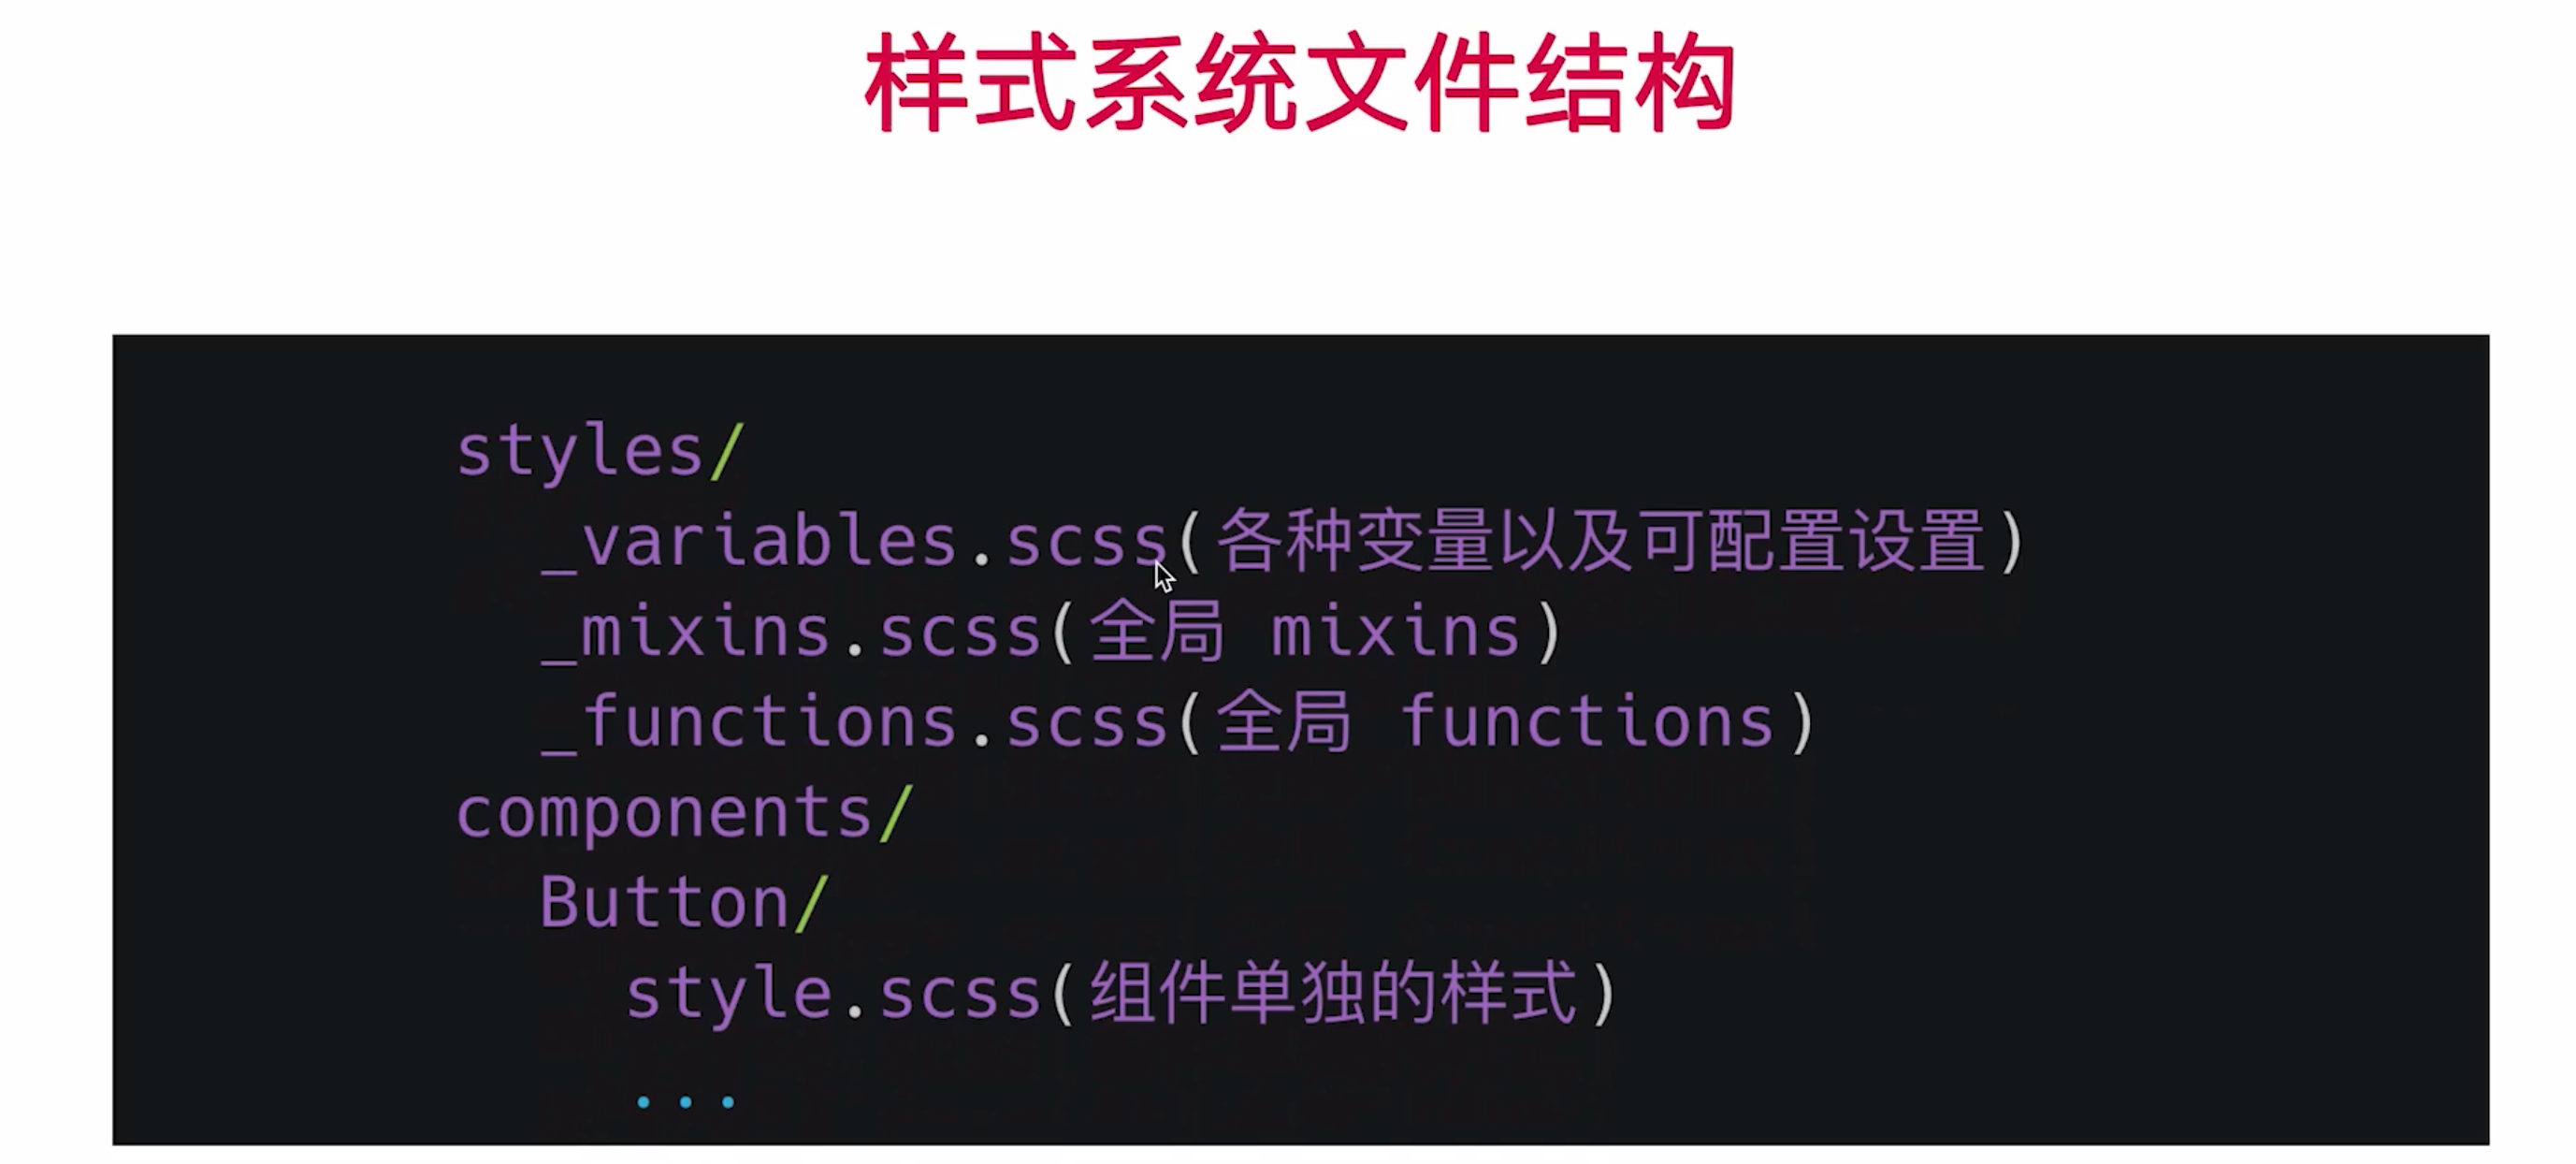 样式系统文件结构
styles/
_variables.scss(各种变量以及可配置设置)
_mixins.scss(全局 mixins)
_functions.scss(全局 functions)
components/
Button/
style.scss(组件单独的样式)
...